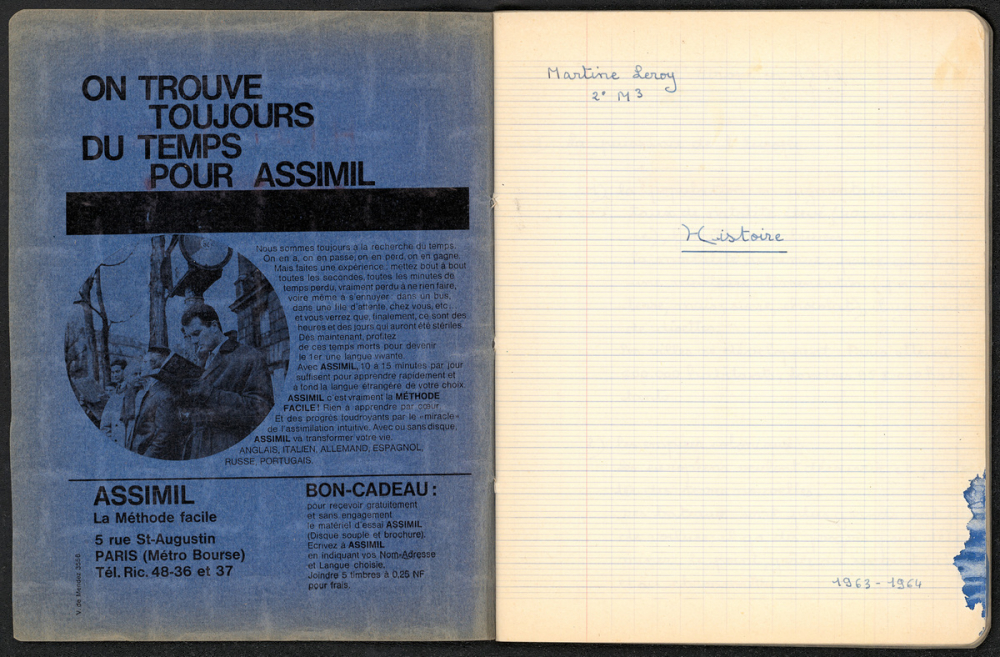 ON TROUVE
TOUJOURS
DU TEMPS
POUR ASSIMIL
Nous sommes toujours à la recherche du temps.
On en a, on en passe, on en perd, on en gagne.
Mais faites une expérience : mettez bout à bout
toutes les secondes, toutes les minutes de
temps perdu, vraiment perdu à ne rien faire,
voire même à s'ennuyer : dans un bus,
dans une file d'attente, chez vous, etc.
et vous verrez que, finalement, ce sont des
heures et des jours qui auront été stériles.
Dès maintenant, profitez
de ces temps morts pour devenir
le 1er une langue vivante.
Avec ASSIMIL, 10 à 15 minutes par jour
suffisent pour apprendre rapidement et
à fond la langue étrangère de votre choix.
ASSIMIL c'est vraiment la MÉTHODE
FACILE! Rien à apprendre par cœur.
Et des progrès foudroyants par le «miracle»
de l'assimilation intuitive. Avec ou sans disque,
ASSIMIL va transformer votre vie.
ANGLAIS, ITALIEN, ALLEMAND, ESPAGNOL,
RUSSE, PORTUGAIS.
ASSIMIL
La Méthode facile
5 rue St-Augustin
PARIS (Métro Bourse)
Tél. Ric. 48-36 et 37
BON-CADEAU :
pour recevoir gratuitement
et sans engagement
le matériel d'essai ASSIMIL
(Disque souple et brochure).
Ecrivez à ASSIMIL
en indiquant vos Nom-Adresse
et Langue choisie.
Joindre 5 timbres à 0,25 NF
pour frais.
Martine Leroy
2° M3
Histoire
1963 - 1964